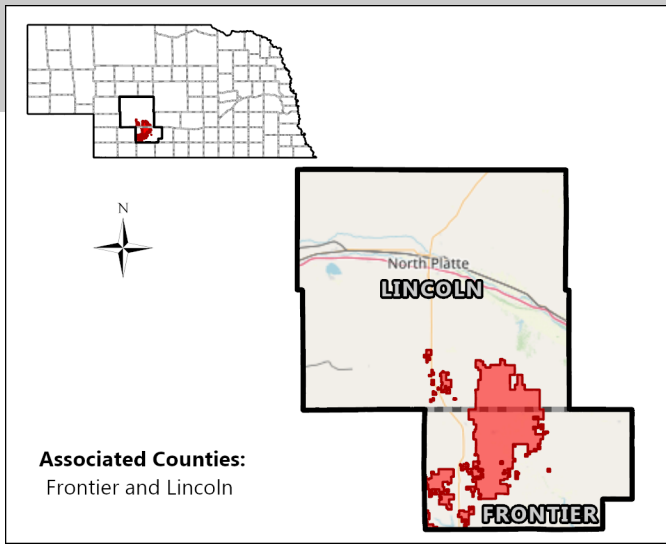 N
North Platte
LINCOLN
Associated Counties:
Frontier and Lincoln
FRONTIER